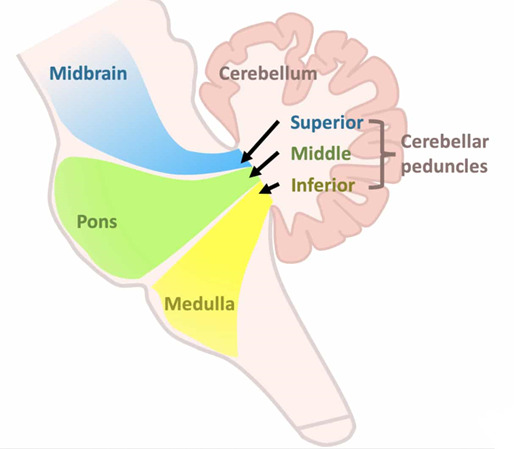 Midbrain
Cerebellum
Superior
Middle
Inferior
Cerebellar
peduncles
Pons
Medulla